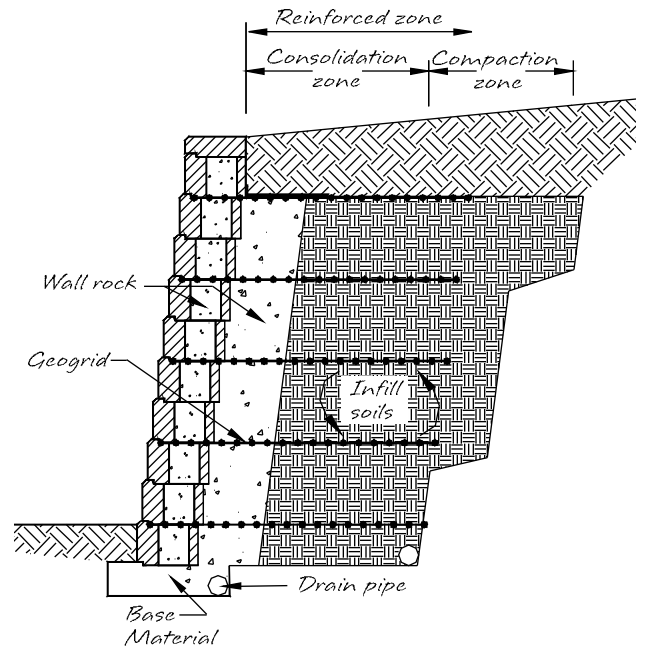 Reinforced zone
Consolidation
zone
Compaction
zone
Wall rock
Geogrid
Infill
soils
Drain pipe
Base
Material